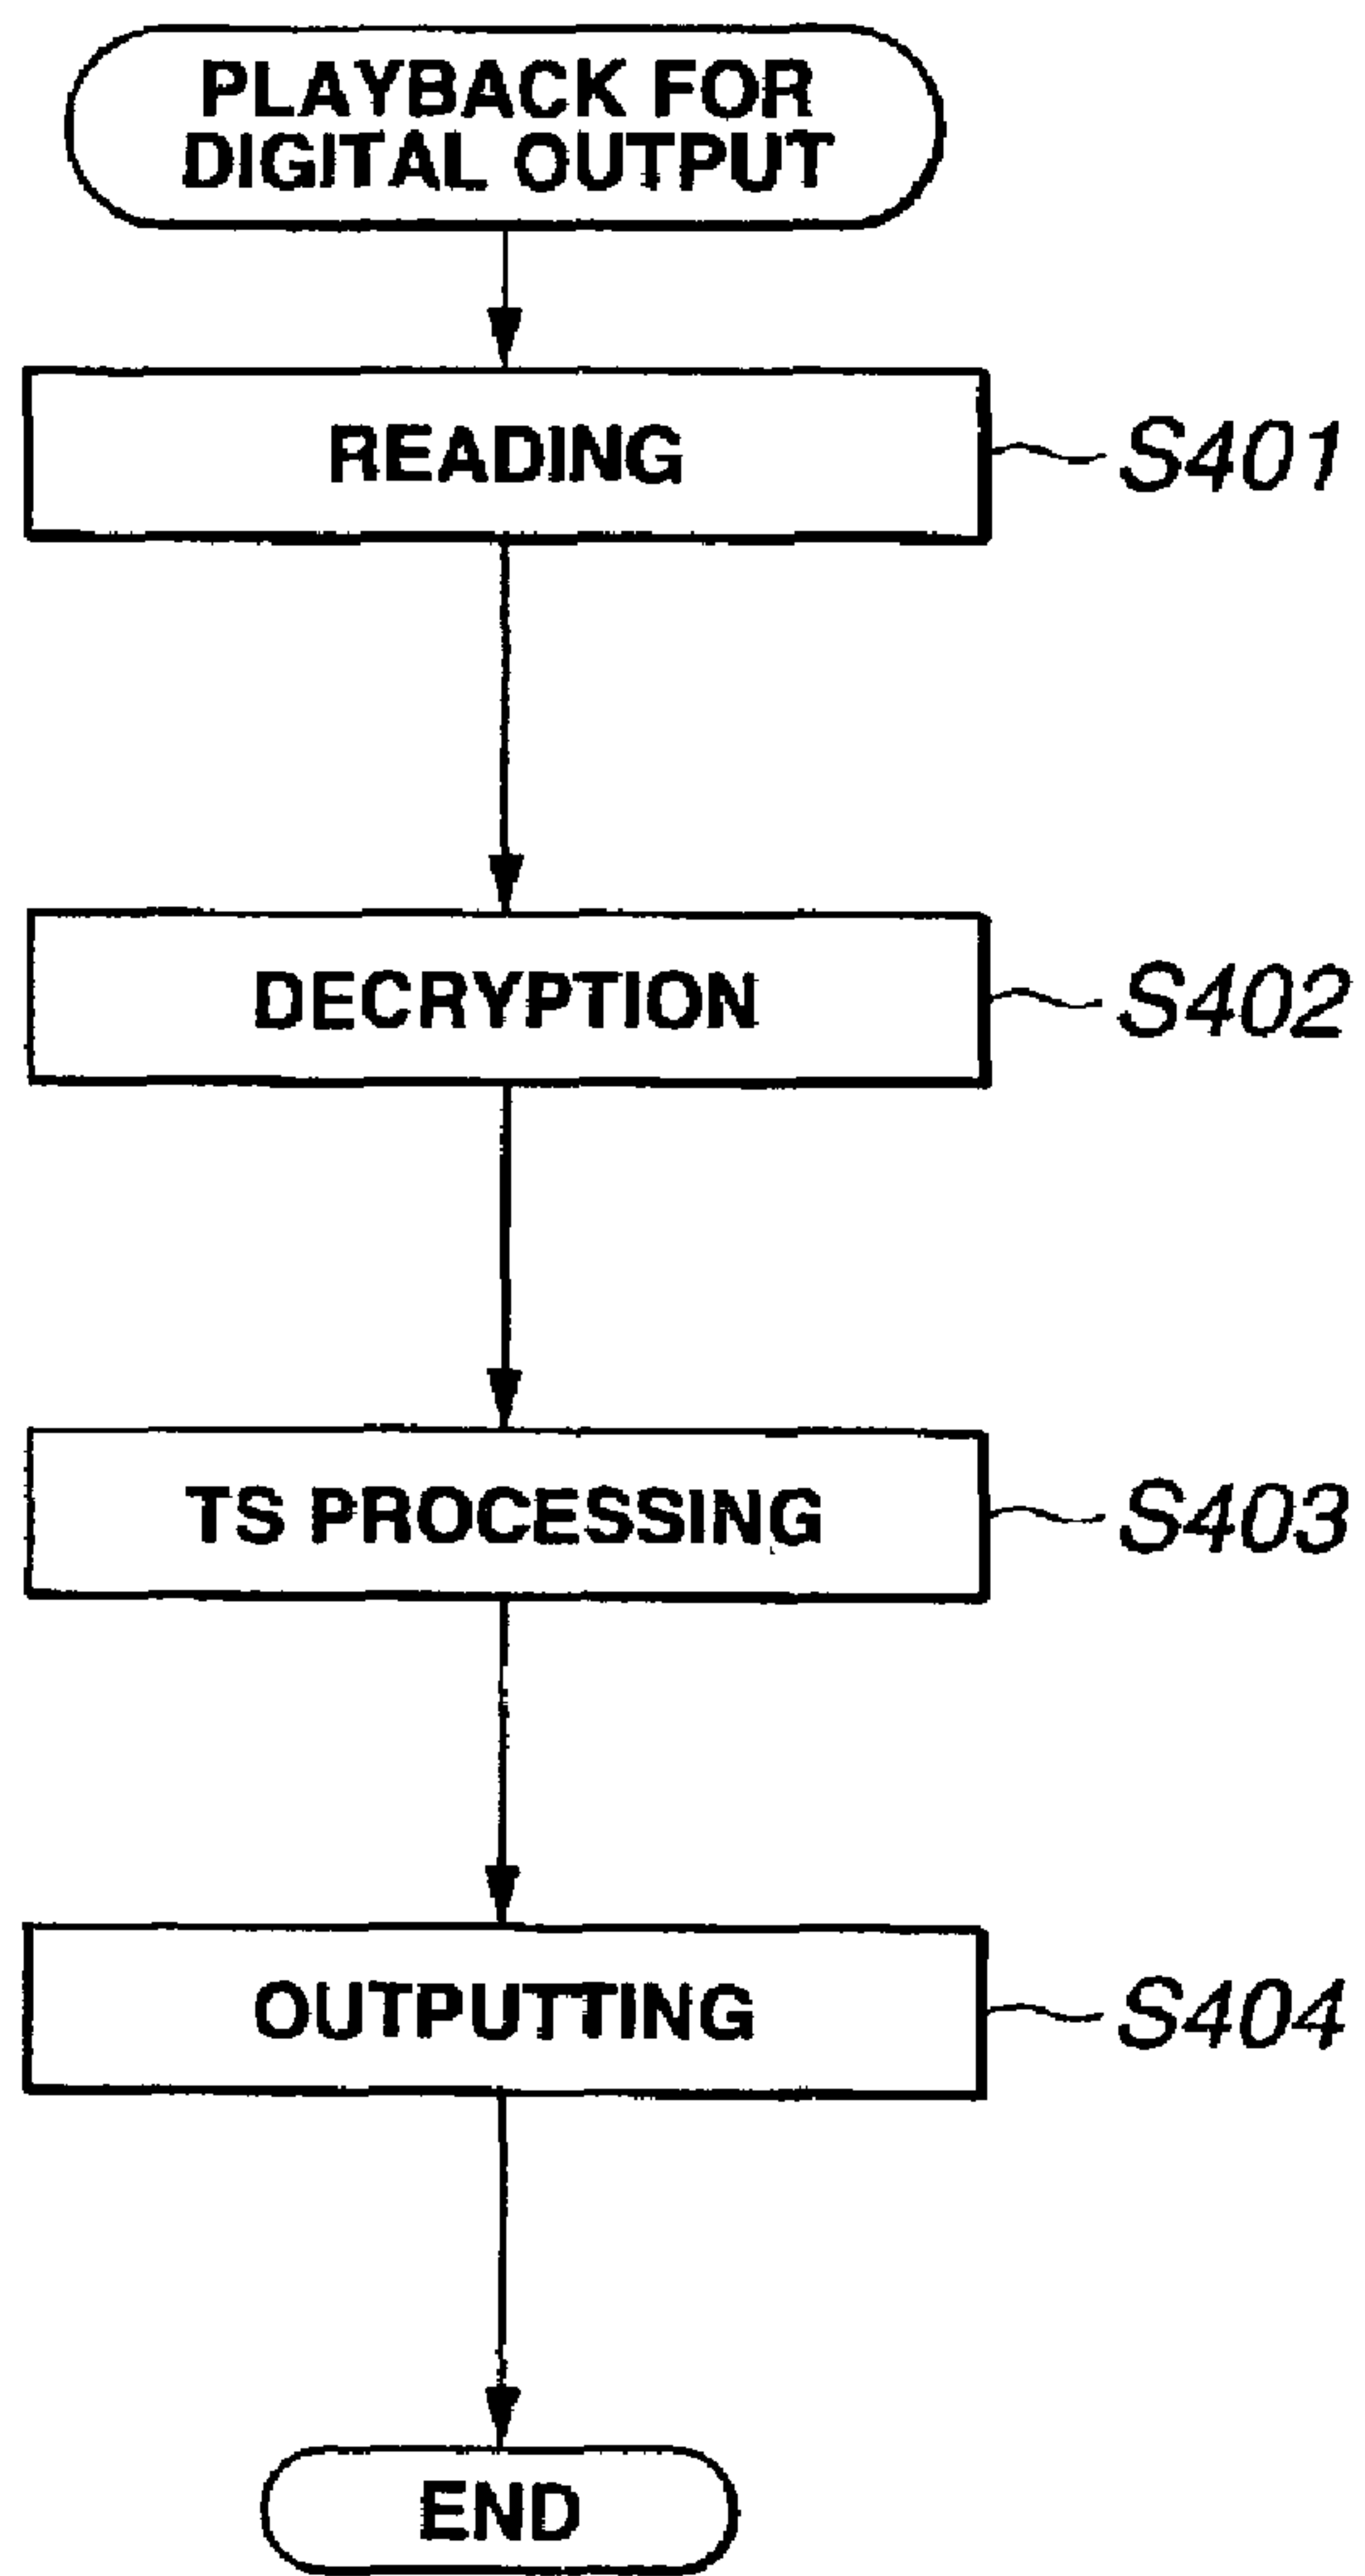 PLAYBACK FOR
DIGITAL OUTPUT
READING
S401
DECRYPTION
S402
TS PROCESSING
S403
OUTPUTTING
S404
END